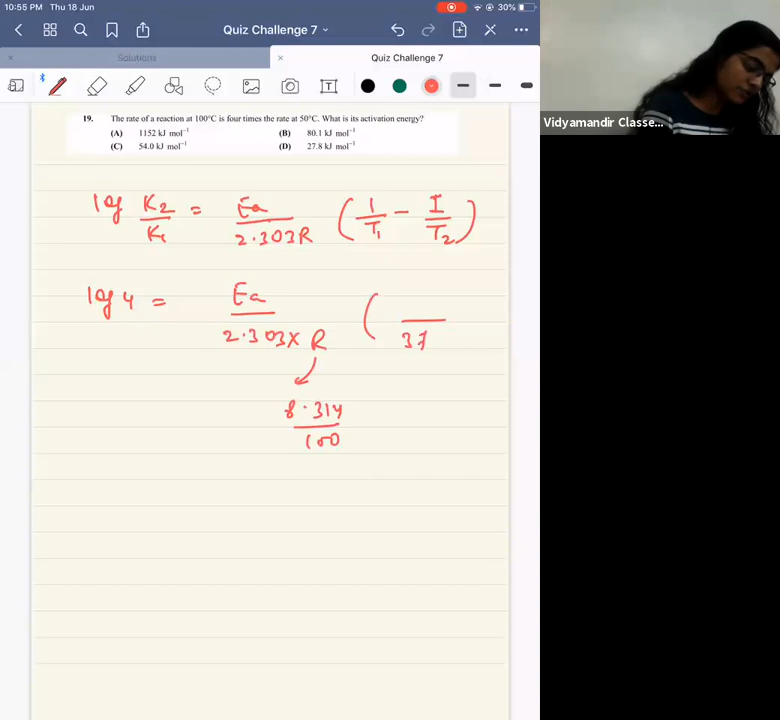 10:55 PM Thu 18 Jun
30%
Quiz Challenge 7
Solutions
Quiz Challenge 7
T
Vidyamandir Classe...
19. The rate of a reaction at 100°C is four times the rate at 50°C. What is its activation energy?
(A) 1152 kJ mol⁻¹ (B) 80.1 kJ mol⁻¹
(C) 54.0 kJ mol⁻¹ (D) 27.8 kJ mol⁻¹
log K₂/K₁ = Ea/2.303R (1/T₁ - 1/T₂)
log 4 = Ea/2.303×R ( /37
8.314/100